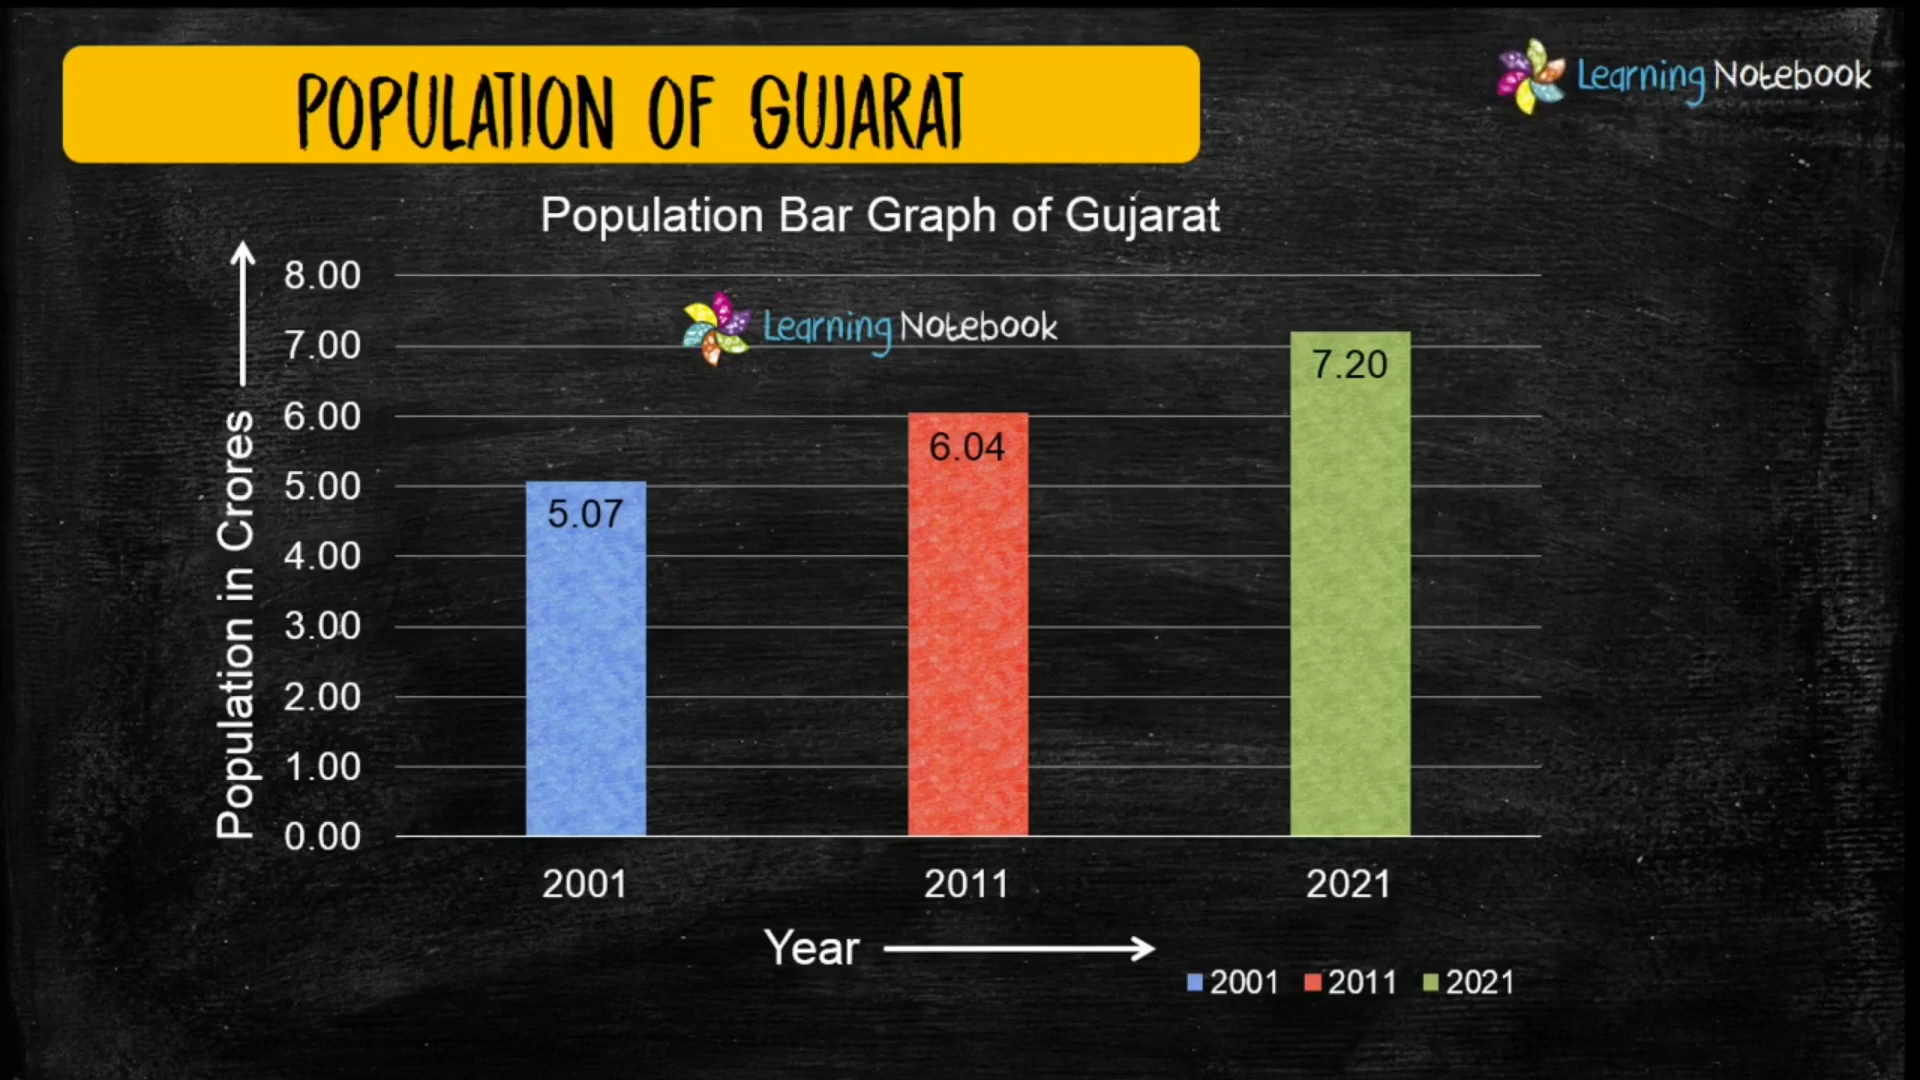 POPULATION OF GUJARAT
Learning Notebook
Population Bar Graph of Gujarat
Learning Notebook
Population in Crores
8.00
7.00
6.00
5.00
4.00
3.00
2.00
1.00
0.00
5.07
6.04
7.20
2001 2011 2021
Year
2001 2011 2021